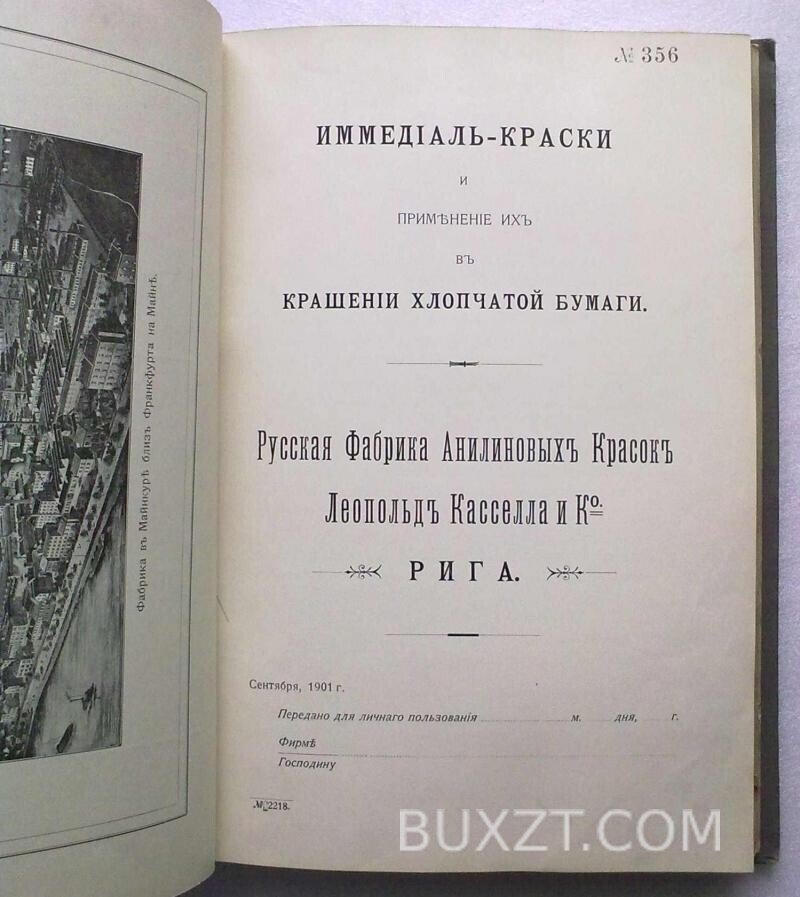 Фабрика въ Майнкурѣ близъ Франкфурта на Майнѣ.
№ 356
ИММЕДІАЛЬ-КРАСКИ
И
ПРИМѢНЕНІЕ ИХЪ
ВЪ
КРАШЕНІИ ХЛОПЧАТОЙ БУМАГИ.
Русская Фабрика Анилиновыхъ Красокъ
Леопольдъ Касселла и Ко.
РИГА.
Сентября, 1901 г.
Передано для личнаго пользованія м. дня, г.
Фирмѣ
Господину
№ 2218.
BUXZT.COM